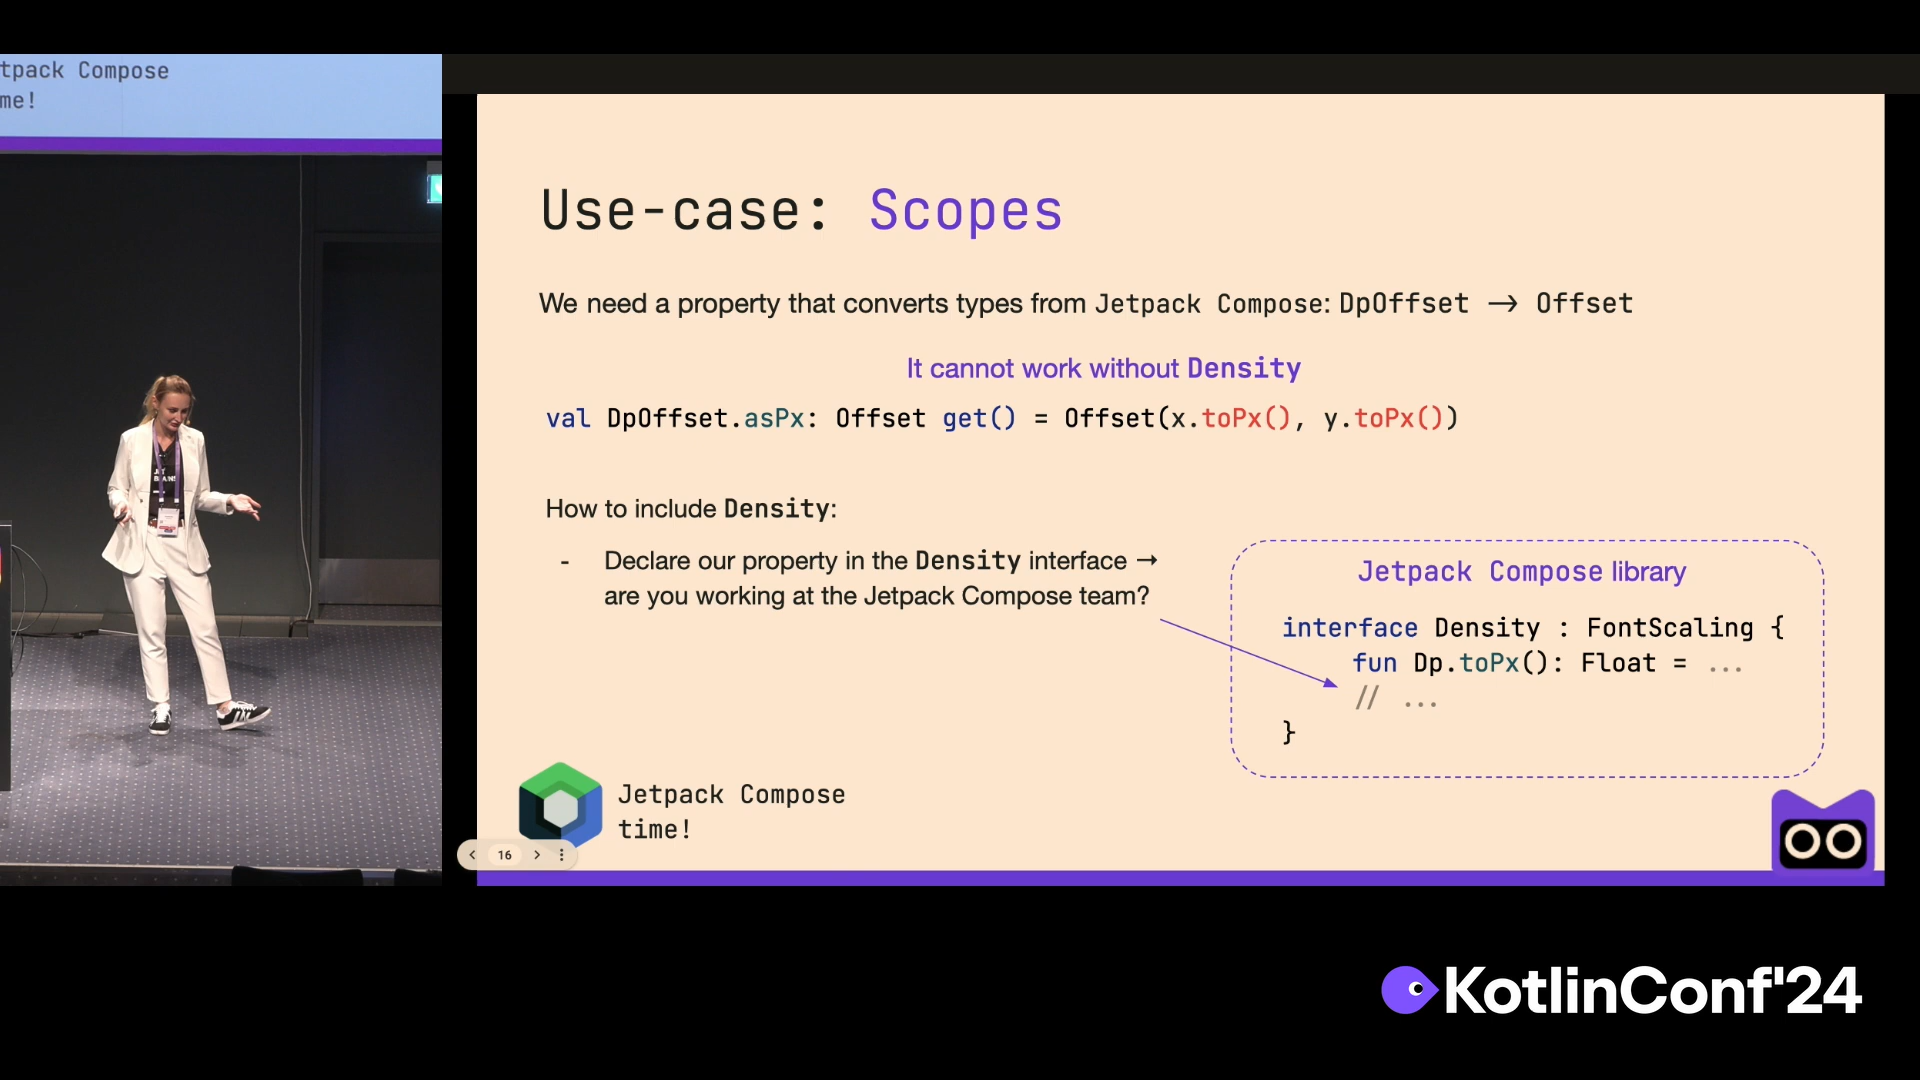 tpack Compose
me!
JET
BRAINS
Use-case: Scopes
We need a property that converts types from Jetpack Compose: DpOffset → Offset
It cannot work without Density
val DpOffset.asPx: Offset get() = Offset(x.toPx(), y.toPx())
How to include Density:
- Declare our property in the Density interface →
are you working at the Jetpack Compose team?
Jetpack Compose library
interface Density : FontScaling {
fun Dp.toPx(): Float = ...
// ...
}
Jetpack Compose
time!
16
KotlinConf'24